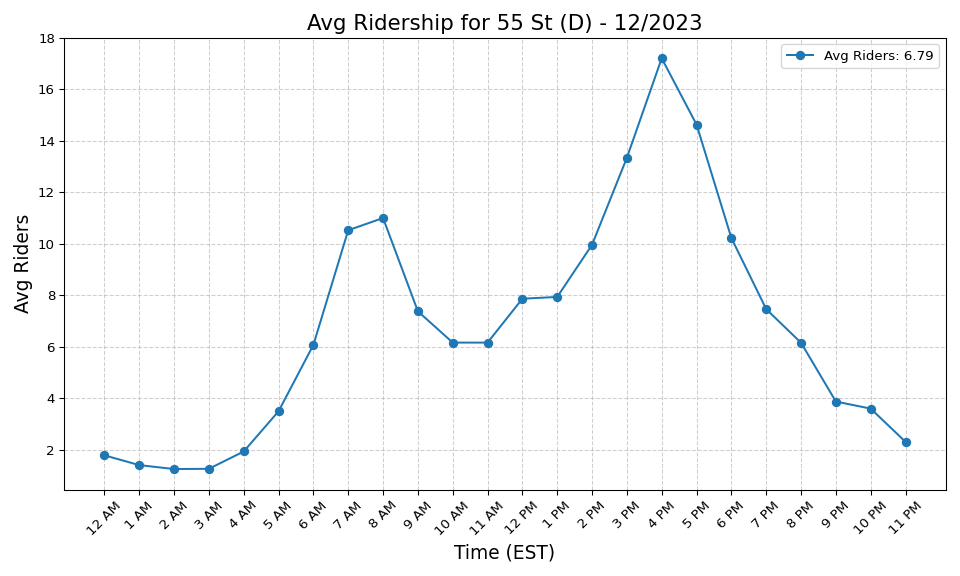 Avg Ridership for 55 St (D) - 12/2023
Avg Riders: 6.79
Avg Riders
18
16
14
12
10
8
6
4
2
12 AM
1 AM
2 AM
3 AM
4 AM
5 AM
6 AM
7 AM
8 AM
9 AM
10 AM
11 AM
12 PM
1 PM
2 PM
3 PM
4 PM
5 PM
6 PM
7 PM
8 PM
9 PM
10 PM
11 PM
Time (EST)